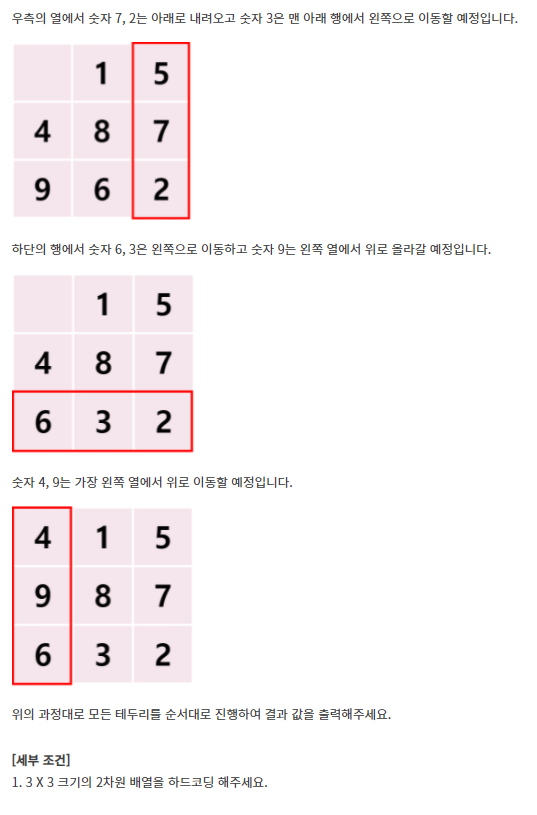 우측의 열에서 숫자 7, 2는 아래로 내려오고 숫자 3은 맨 아래 행에서 왼쪽으로 이동할 예정입니다.
1 5
4 8 7
9 6 2
하단의 행에서 숫자 6, 3은 왼쪽으로 이동하고 숫자 9는 왼쪽 열에서 위로 올라갈 예정입니다.
1 5
4 8 7
6 3 2
숫자 4, 9는 가장 왼쪽 열에서 위로 이동할 예정입니다.
4 1 5
9 8 7
6 3 2
위의 과정대로 모든 테두리를 순서대로 진행하여 결과 값을 출력해주세요.
[세부 조건]
1. 3 X 3 크기의 2차원 배열을 하드코딩 해주세요.